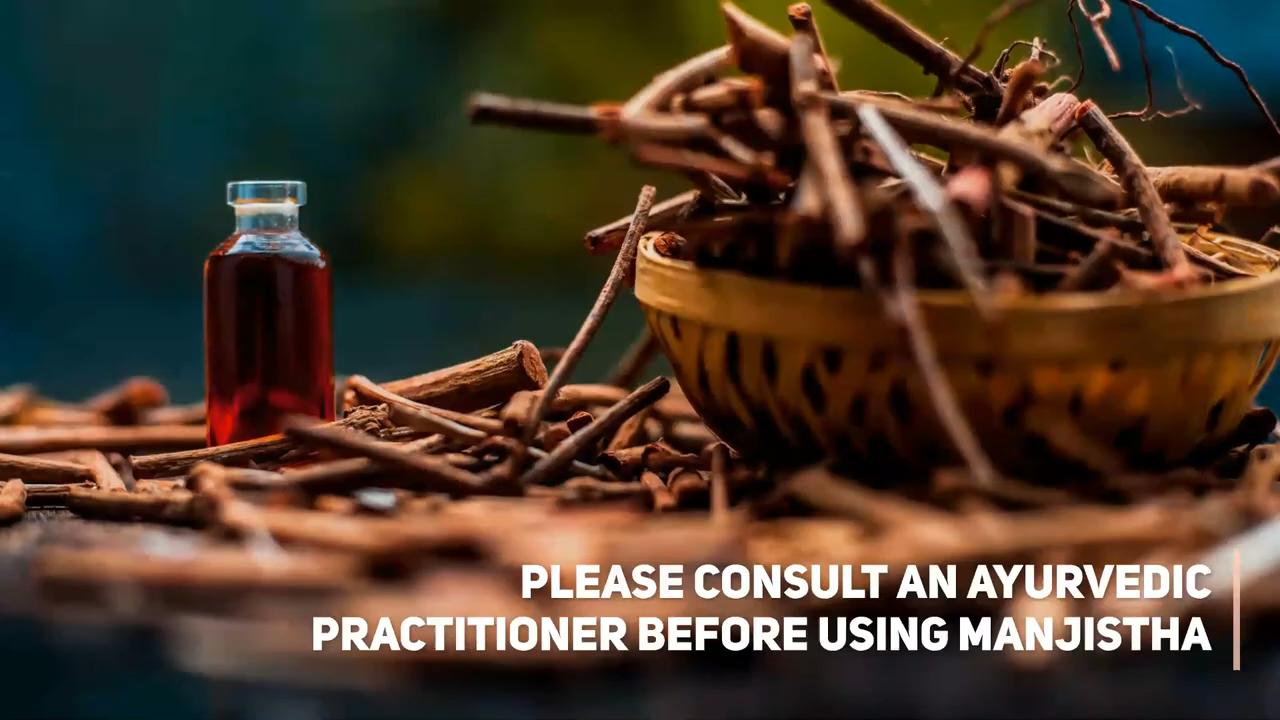 PLEASE CONSULT AN AYURVEDIC
PRACTITIONER BEFORE USING MANJISTHA